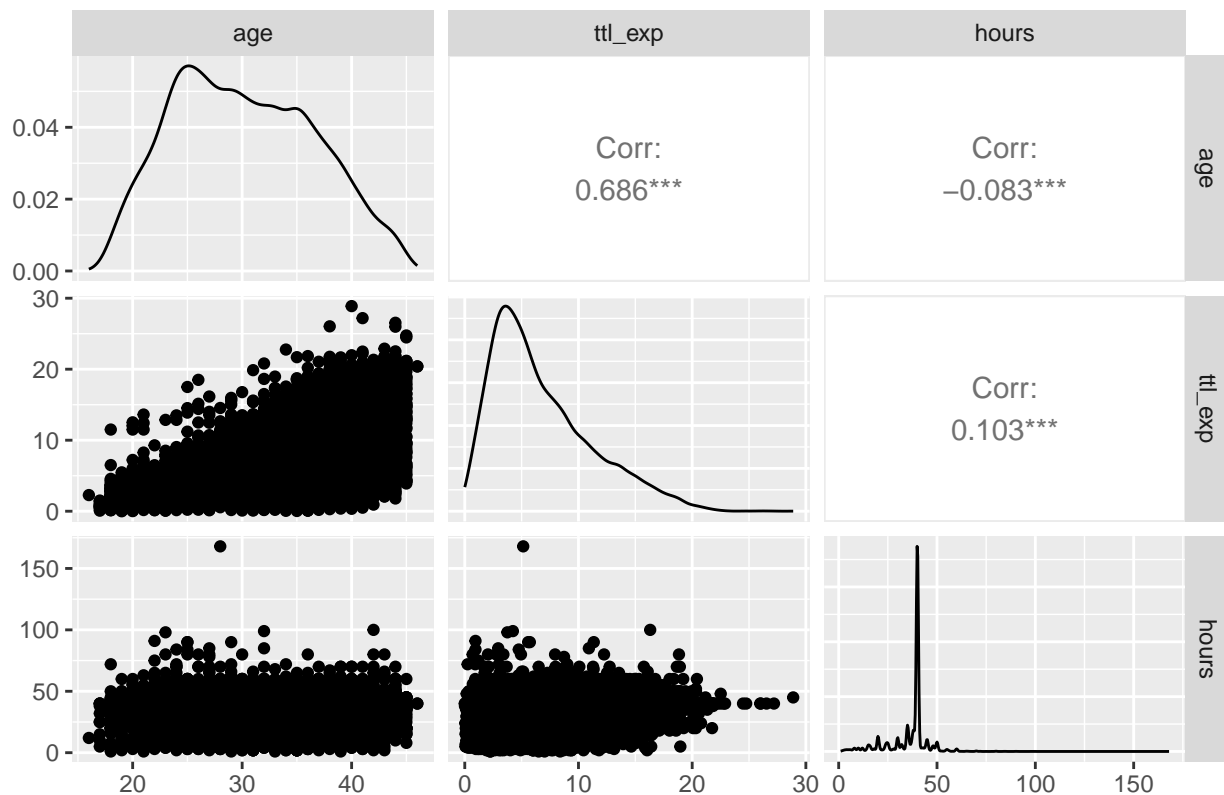 age ttl_exp hours
0.04
0.02
0.00
Corr:
0.686***
Corr:
−0.083***
age
30
20
10
0
Corr:
0.103***
ttl_exp
150
100
50
0
hours
20 30 40 0 10 20 30 0 50 100 150